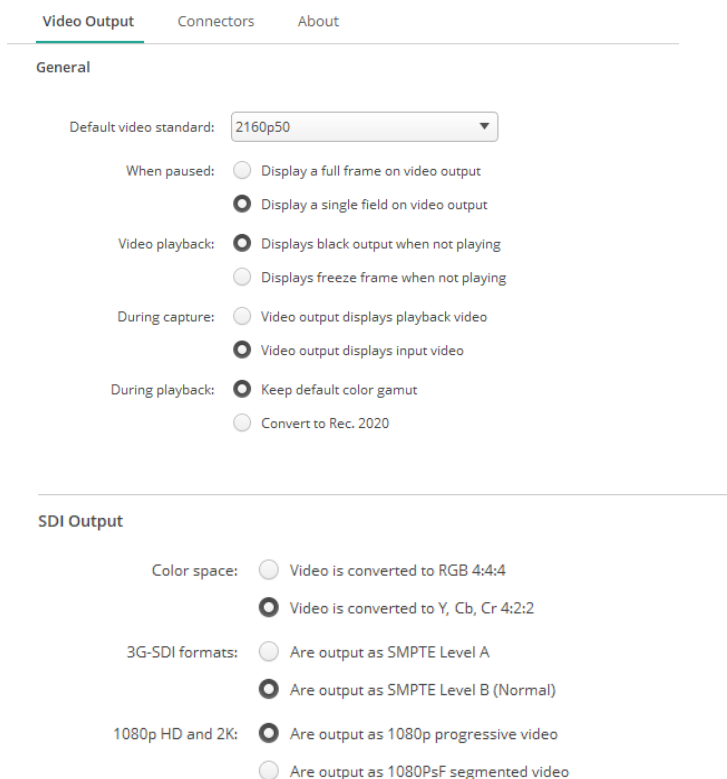 Video Output Connectors About
General
Default video standard: 2160p50
When paused: Display a full frame on video output
Display a single field on video output
Video playback: Displays black output when not playing
Displays freeze frame when not playing
During capture: Video output displays playback video
Video output displays input video
During playback: Keep default color gamut
Convert to Rec. 2020
SDI Output
Color space: Video is converted to RGB 4:4:4
Video is converted to Y, Cb, Cr 4:2:2
3G-SDI formats: Are output as SMPTE Level A
Are output as SMPTE Level B (Normal)
1080p HD and 2K: Are output as 1080p progressive video
Are output as 1080PsF segmented video